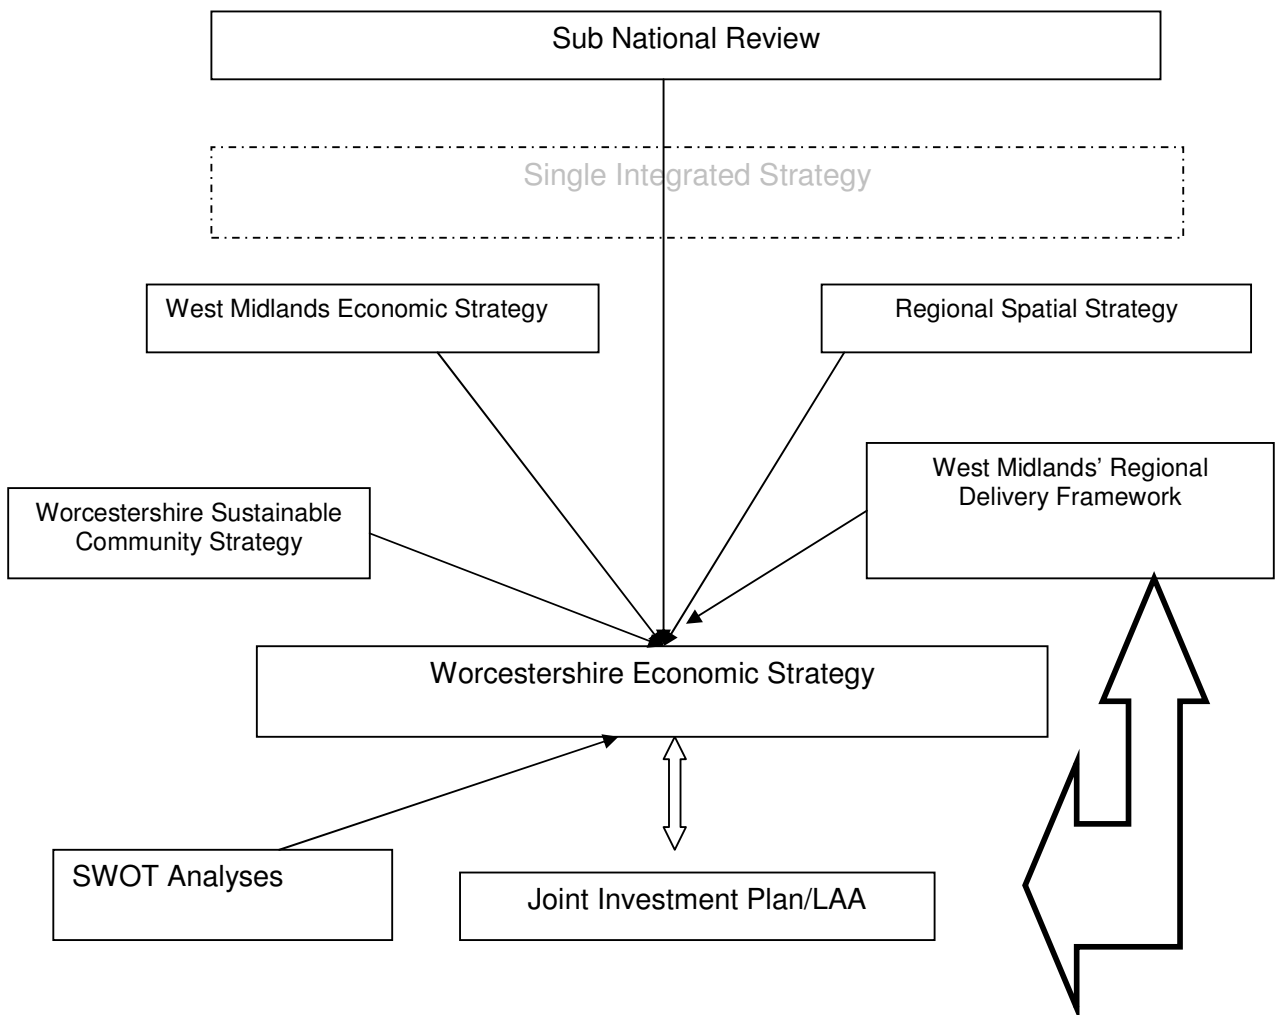 Sub National Review
Single Integrated Strategy
West Midlands Economic Strategy
Regional Spatial Strategy
West Midlands’ Regional
Delivery Framework
Worcestershire Sustainable
Community Strategy
Worcestershire Economic Strategy
SWOT Analyses
Joint Investment Plan/LAA